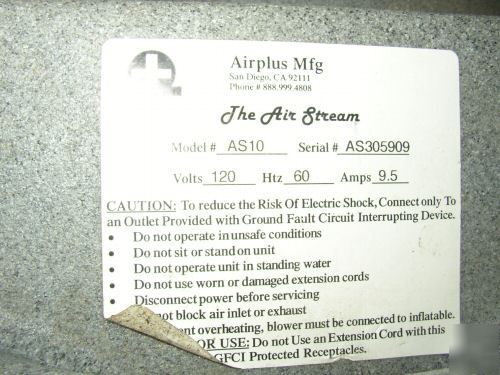 Airplus Mfg
San Diego, CA 92111
Phone # 888.999.4808
The Air Stream
Model # AS10 Serial # AS305909
Volts 120 Htz 60 Amps 9.5
CAUTION: To reduce the Risk Of Electric Shock, Connect only To
an Outlet Provided with Ground Fault Circuit Interrupting Device.
• Do not operate in unsafe conditions
• Do not sit or stand on unit
• Do not operate unit in standing water
• Do not use worn or damaged extension cords
• Disconnect power before servicing
not block air inlet or exhaust
overheating, blower must be connected to inflatable.
OR USE: Do not Use an Extension Cord with this
GFCI Protected Receptacles.